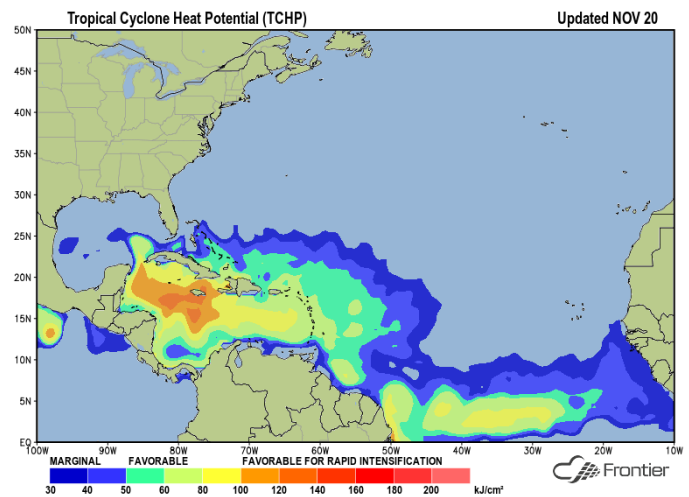 Tropical Cyclone Heat Potential (TCHP) Updated NOV 20
50N
45N
40N
35N
30N
25N
20N
15N
10N
5N
EQ
100W 90W 80W 70W 60W 50W 40W 30W 20W 10W
MARGINAL FAVORABLE FAVORABLE FOR RAPID INTENSIFICATION
30 40 50 60 80 100 120 140 160 180 200 kJ/cm²
Frontier